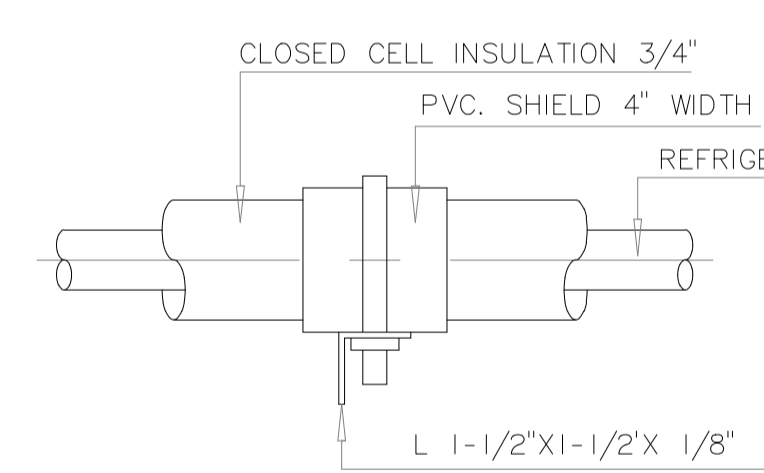 CLOSED CELL INSULATION 3/4"
PVC. SHIELD 4" WIDTH
L 1-1/2"X1-1/2'X 1/8"